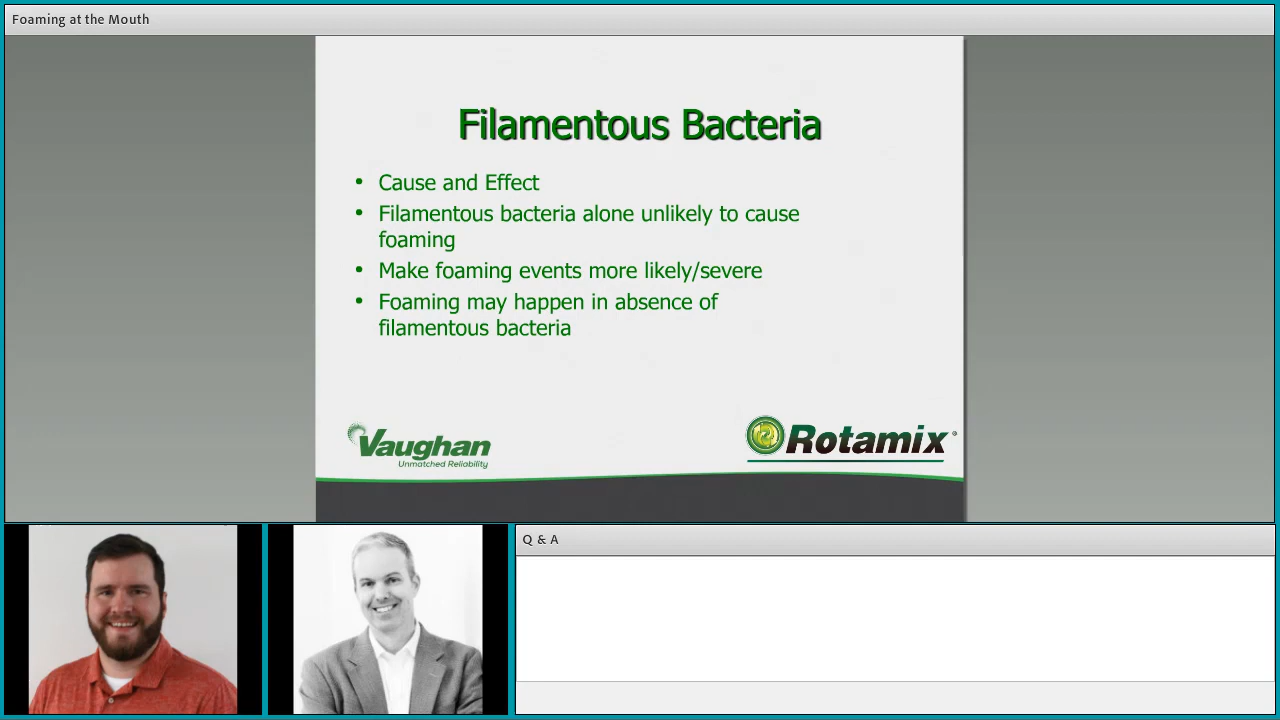 Foaming at the Mouth
Filamentous Bacteria
• Cause and Effect
• Filamentous bacteria alone unlikely to cause
foaming
• Make foaming events more likely/severe
• Foaming may happen in absence of
filamentous bacteria
Vaughan
Unmatched Reliability
Rotamix®
Q & A